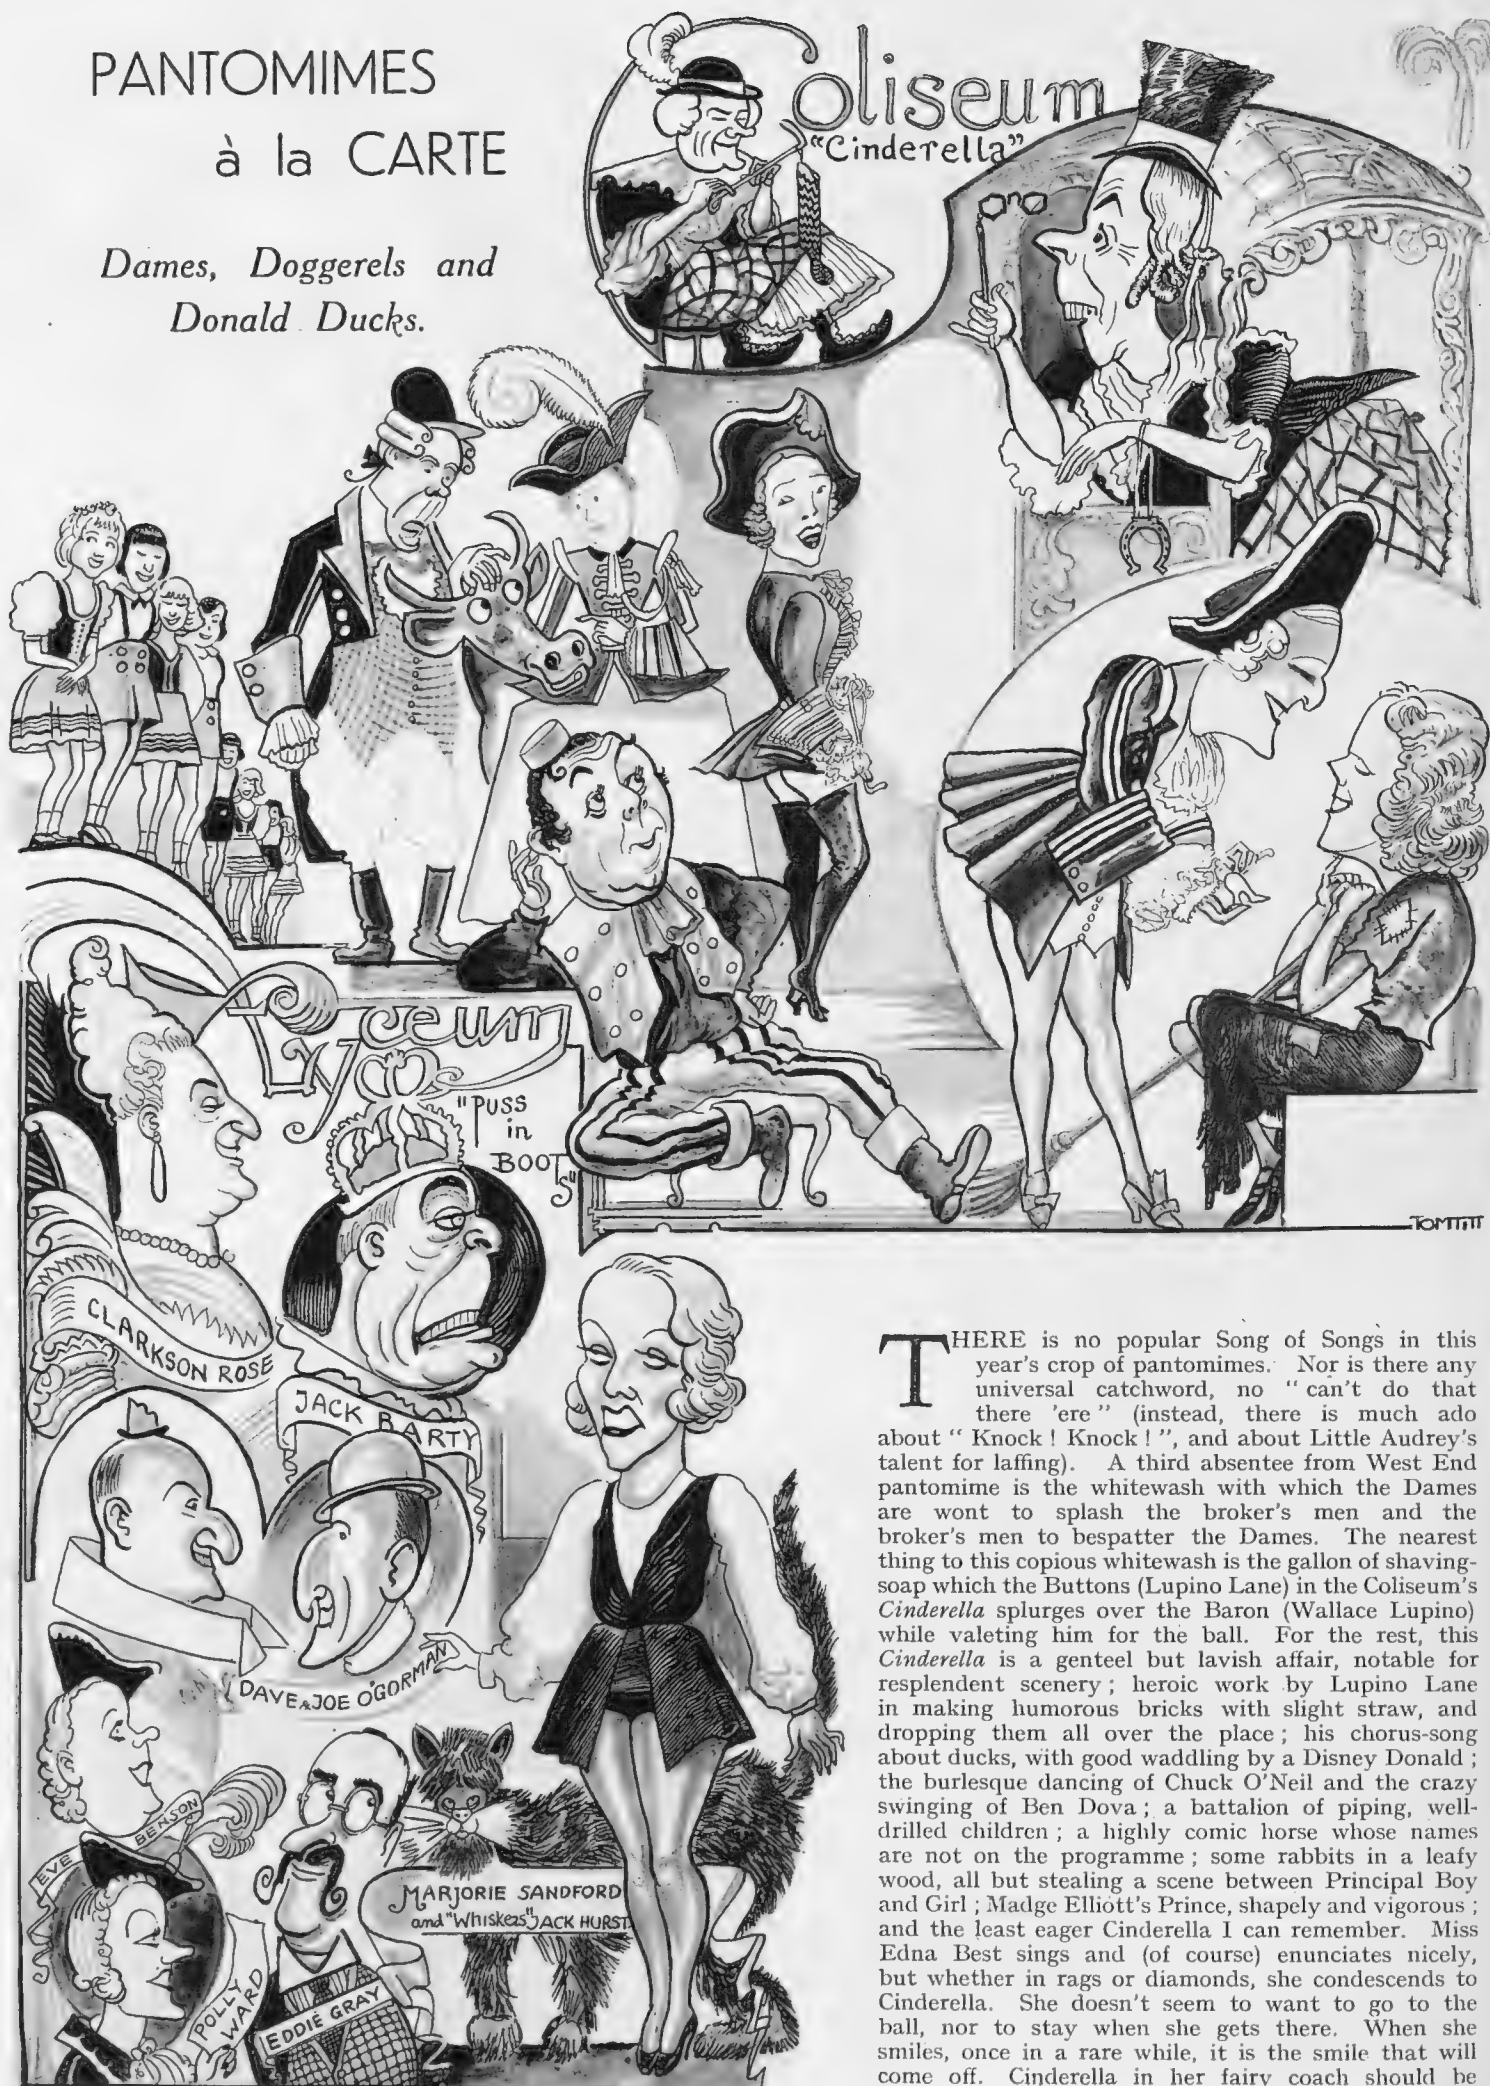 PANTOMIMES
à la CARTE
Dames, Doggerels and
Donald Ducks.
Coliseum
"Cinderella"
Lyceum
"PUSS
in
BOOTS"
TOMTITT
CLARKSON ROSE
JACK BARTY
DAVE & JOE O'GORMAN
EVE BENSON
POLLY
WARD
EDDIE GRAY
MARJORIE SANDFORD
and "Whiskers" JACK HURST
THERE is no popular Song of Songs in this
year's crop of pantomimes. Nor is there any
universal catchword, no " can't do that
there 'ere " (instead, there is much ado
about " Knock ! Knock ! ", and about Little Audrey's
talent for laffing). A third absentee from West End
pantomime is the whitewash with which the Dames
are wont to splash the broker's men and the
broker's men to bespatter the Dames. The nearest
thing to this copious whitewash is the gallon of shaving-
soap which the Buttons (Lupino Lane) in the Coliseum's
Cinderella splurges over the Baron (Wallace Lupino)
while valeting him for the ball. For the rest, this
Cinderella is a genteel but lavish affair, notable for
resplendent scenery ; heroic work by Lupino Lane
in making humorous bricks with slight straw, and
dropping them all over the place ; his chorus-song
about ducks, with good waddling by a Disney Donald ;
the burlesque dancing of Chuck O'Neil and the crazy
swinging of Ben Dova ; a battalion of piping, well-
drilled children ; a highly comic horse whose names
are not on the programme ; some rabbits in a leafy
wood, all but stealing a scene between Principal Boy
and Girl ; Madge Elliott's Prince, shapely and vigorous ;
and the least eager Cinderella I can remember. Miss
Edna Best sings and (of course) enunciates nicely,
but whether in rags or diamonds, she condescends to
Cinderella. She doesn't seem to want to go to the
ball, nor to stay when she gets there. When she
smiles, once in a rare while, it is the smile that will
come off. Cinderella in her fairy coach should be